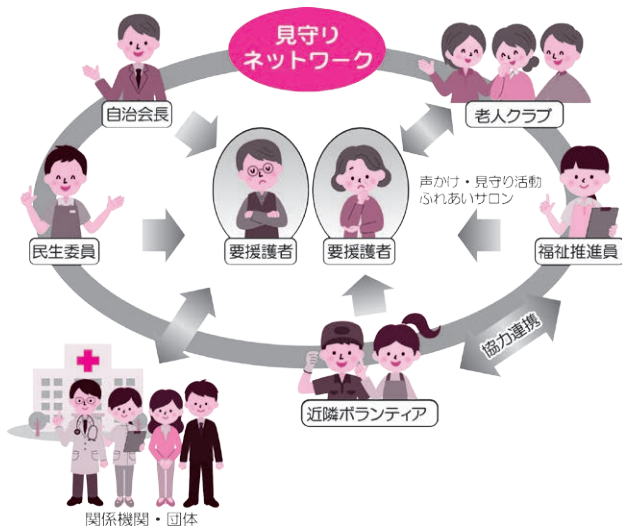 見守り
ネットワーク
自治会長
老人クラブ
声かけ・見守り活動
ふれあいサロン
民生委員
要援護者
要援護者
福祉推進員
協力連携
近隣ボランティア
関係機関・団体